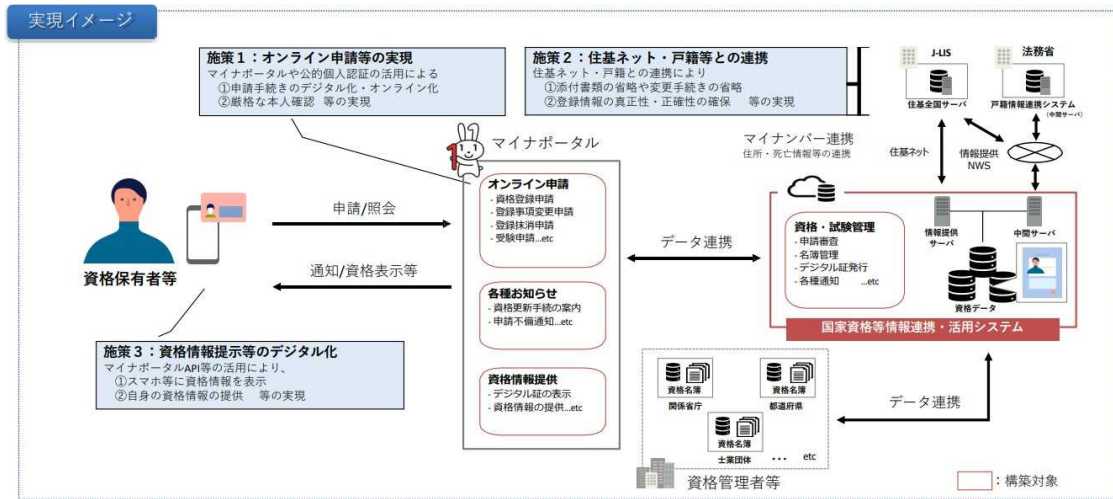 実現イメージ
施策１：オンライン申請等の実現
マイナポータルや公的個人認証の活用による
①申請手続きのデジタル化・オンライン化
②厳格な本人確認 等の実現
施策２：住基ネット・戸籍等との連携
住基ネット・戸籍との連携により
①添付書類の省略や変更手続きの省略
②登録情報の真正性・正確性の確保 等の実現
J-LIS
住基全国サーバ
法務省
戸籍情報連携システム
(中間サーバ)
マイナンバー連携
住所・死亡情報等の連携
住基ネット
情報提供
NWS
マイナポータル
1
オンライン申請
- 資格登録申請
- 登録事項変更申請
- 登録抹消申請
- 受験申請...etc
各種お知らせ
- 資格更新手続の案内
- 申請不備通知...etc
資格情報提供
- デジタル証の表示
- 資格情報の提供...etc
資格保有者等
申請/照会
通知/資格表示等
データ連携
資格・試験管理
- 申請審査
- 名簿管理
- デジタル証発行
- 各種通知 ...etc
情報提供
サーバ
中間サーバ
資格データ
国家資格等情報連携・活用システム
施策３：資格情報提示等のデジタル化
マイナポータルAPI等の活用により、
①スマホ等に資格情報を表示
②自身の資格情報の提供 等の実現
資格名簿
関係省庁
資格名簿
都道府県
資格名簿
士業団体
… etc
資格管理者等
データ連携
：構築対象